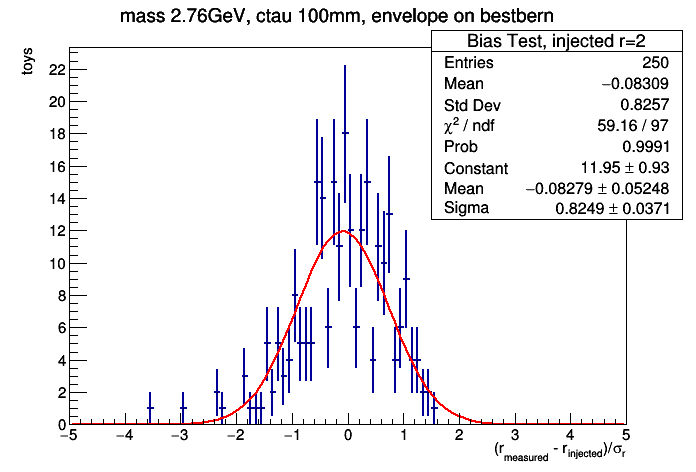 mass 2.76GeV, ctau 100mm, envelope on bestbern
Bias Test, injected r=2
Entries 250
Mean −0.08309
Std Dev 0.8257
χ² / ndf 59.16 / 97
Prob 0.9991
Constant 11.95 ± 0.93
Mean −0.08279 ± 0.05248
Sigma 0.8249 ± 0.0371
toys
22
20
18
16
14
12
10
8
6
4
2
0
−5 −4 −3 −2 −1 0 1 2 3 4 5
(r_measured - r_injected)/σ_r